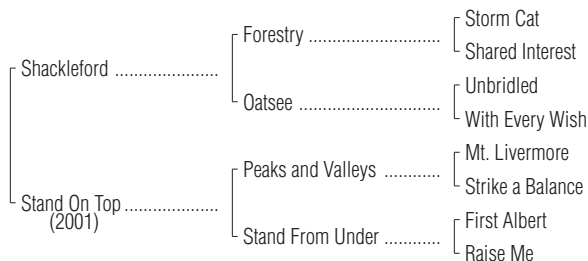 Storm Cat
Forestry ........................
Shared Interest
Shackleford ...................
Unbridled
Oatsee ..........................
With Every Wish
Mt. Livermore
Peaks and Valleys ............
Strike a Balance
Stand On Top .................
(2001)
First Albert
Stand From Under ...........
Raise Me